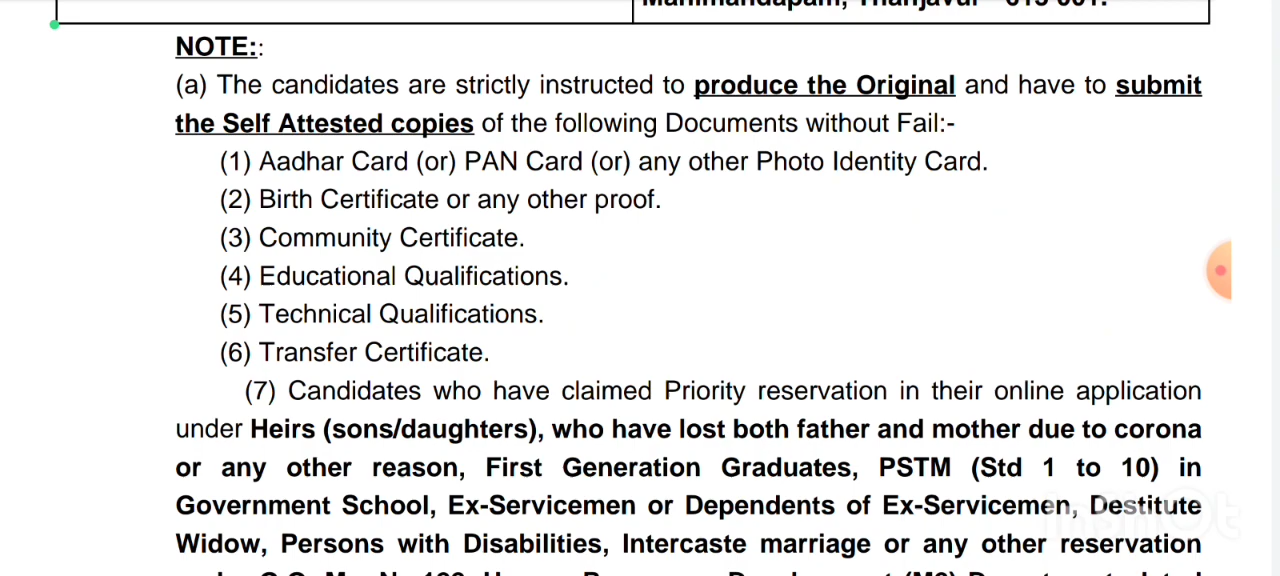 Manimandapam, Thanjavur - 613 001.
NOTE::
(a) The candidates are strictly instructed to produce the Original and have to submit
the Self Attested copies of the following Documents without Fail:-
(1) Aadhar Card (or) PAN Card (or) any other Photo Identity Card.
(2) Birth Certificate or any other proof.
(3) Community Certificate.
(4) Educational Qualifications.
(5) Technical Qualifications.
(6) Transfer Certificate.
(7) Candidates who have claimed Priority reservation in their online application
under Heirs (sons/daughters), who have lost both father and mother due to corona
or any other reason, First Generation Graduates, PSTM (Std 1 to 10) in
Government School, Ex-Servicemen or Dependents of Ex-Servicemen, Destitute
Widow, Persons with Disabilities, Intercaste marriage or any other reservation